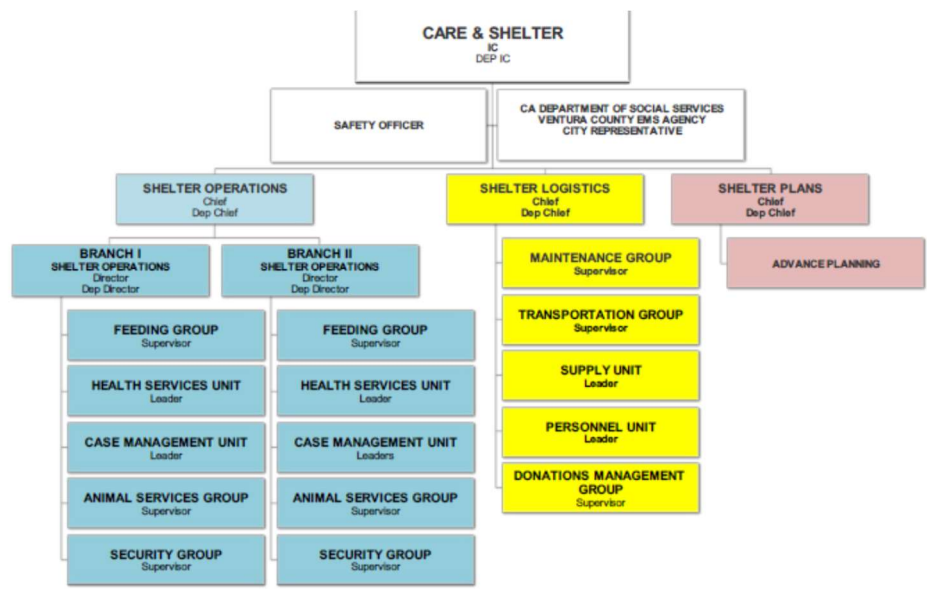 CARE & SHELTER
IC
DEP IC
SAFETY OFFICER
CA DEPARTMENT OF SOCIAL SERVICES
VENTURA COUNTY EMS AGENCY
CITY REPRESENTATIVE
SHELTER OPERATIONS
Chief
Dep Chief
SHELTER LOGISTICS
Chief
Dep Chief
SHELTER PLANS
Chief
Dep Chief
BRANCH I
SHELTER OPERATIONS
Director
Dep Director
BRANCH II
SHELTER OPERATIONS
Director
Dep Director
MAINTENANCE GROUP
Supervisor
ADVANCE PLANNING
FEEDING GROUP
Supervisor
FEEDING GROUP
Supervisor
TRANSPORTATION GROUP
Supervisor
HEALTH SERVICES UNIT
Leader
HEALTH SERVICES UNIT
Leader
SUPPLY UNIT
Leader
CASE MANAGEMENT UNIT
Leader
CASE MANAGEMENT UNIT
Leaders
PERSONNEL UNIT
Leader
ANIMAL SERVICES GROUP
Supervisor
ANIMAL SERVICES GROUP
Supervisor
DONATIONS MANAGEMENT
GROUP
Supervisor
SECURITY GROUP
Supervisor
SECURITY GROUP
Supervisor